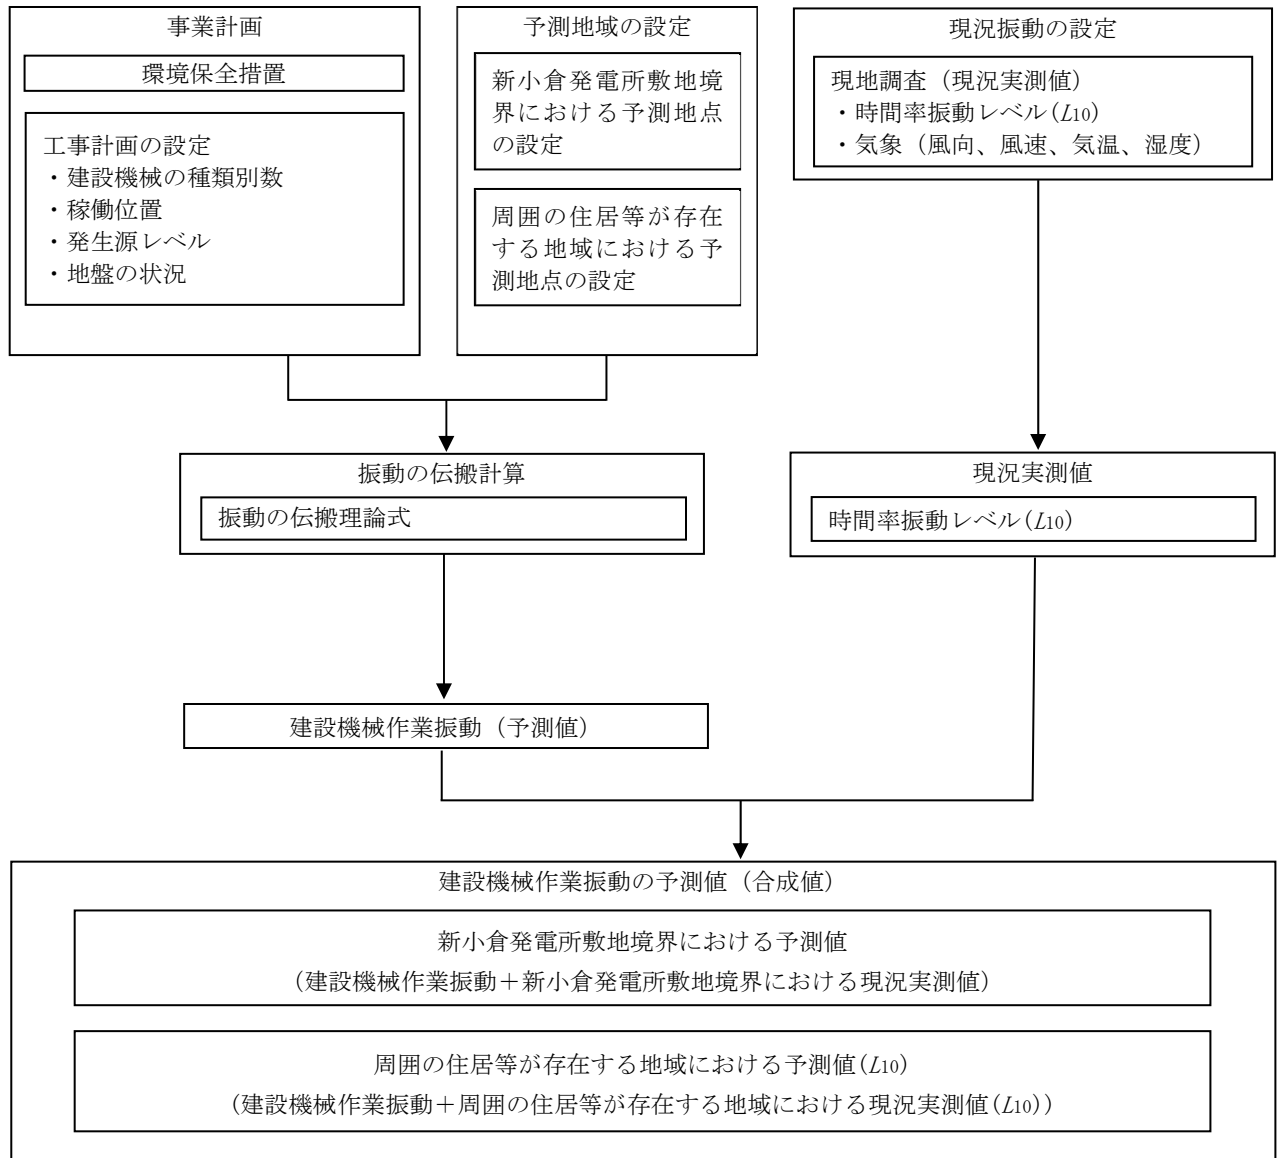 事業計画
環境保全措置
工事計画の設定
・建設機械の種類別数
・稼働位置
・発生源レベル
・地盤の状況
予測地域の設定
新小倉発電所敷地境
界における予測地点
の設定
周囲の住居等が存在
する地域における予
測地点の設定
現況振動の設定
現地調査（現況実測値）
・時間率振動レベル(L10)
・気象（風向、風速、気温、湿度）
振動の伝搬計算
振動の伝搬理論式
現況実測値
時間率振動レベル(L10)
建設機械作業振動（予測値）
建設機械作業振動の予測値（合成値）
新小倉発電所敷地境界における予測値
（建設機械作業振動＋新小倉発電所敷地境界における現況実測値）
周囲の住居等が存在する地域における予測値(L10)
（建設機械作業振動＋周囲の住居等が存在する地域における現況実測値(L10)）